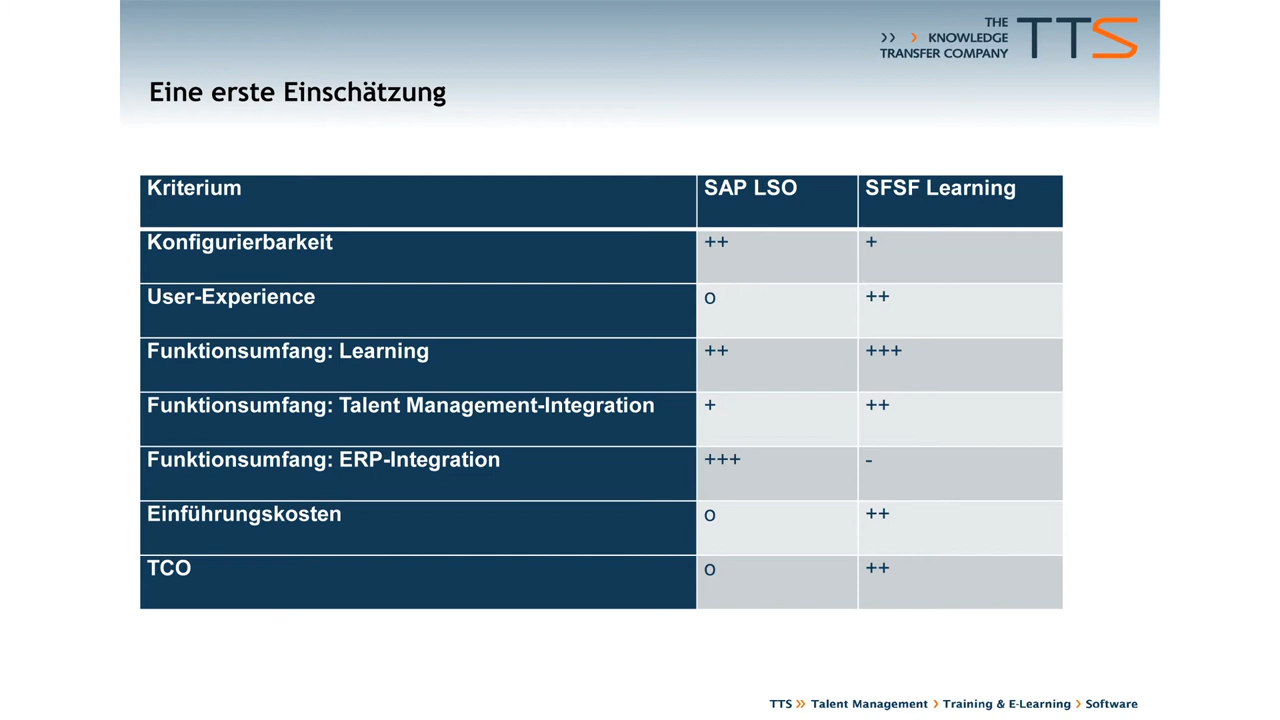 THE
>> > KNOWLEDGE
TRANSFER COMPANY
TTS
Eine erste Einschätzung
Kriterium SAP LSO SFSF Learning
Konfigurierbarkeit ++ +
User-Experience o ++
Funktionsumfang: Learning ++ +++
Funktionsumfang: Talent Management-Integration + ++
Funktionsumfang: ERP-Integration +++ -
Einführungskosten o ++
TCO o ++
TTS >> Talent Management > Training & E-Learning > Software